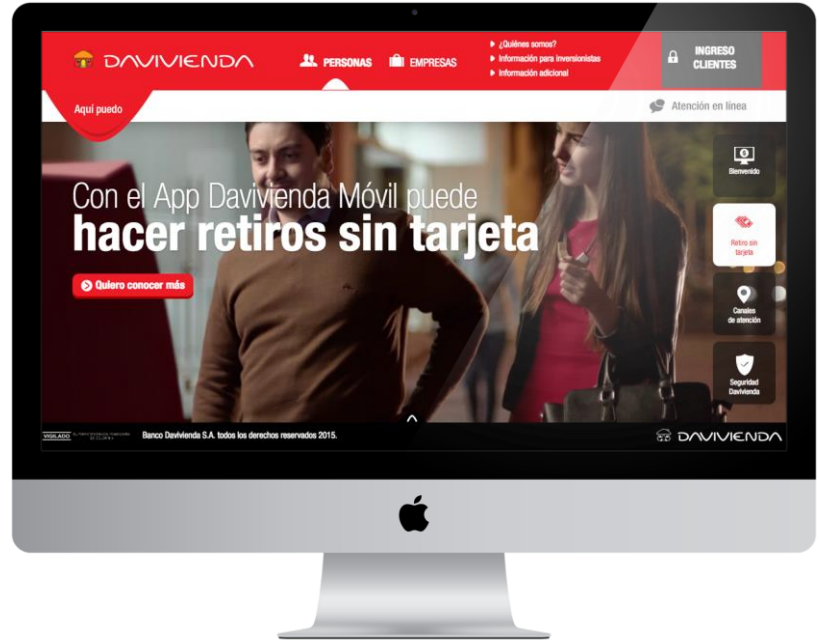 DAVIVIENDA
PERSONAS
EMPRESAS
¿Quiénes somos?
Información para inversionistas
Información adicional
INGRESO
CLIENTES
Aquí puedo
Atención en línea
Con el App Davivienda Móvil puede
hacer retiros sin tarjeta
Quiero conocer más
Bienvenido
Retiro sin
tarjeta
Canales
de atención
Seguridad
Davivienda
VIGILADO
Banco Davivienda S.A. todos los derechos reservados 2015.
DAVIVIENDA